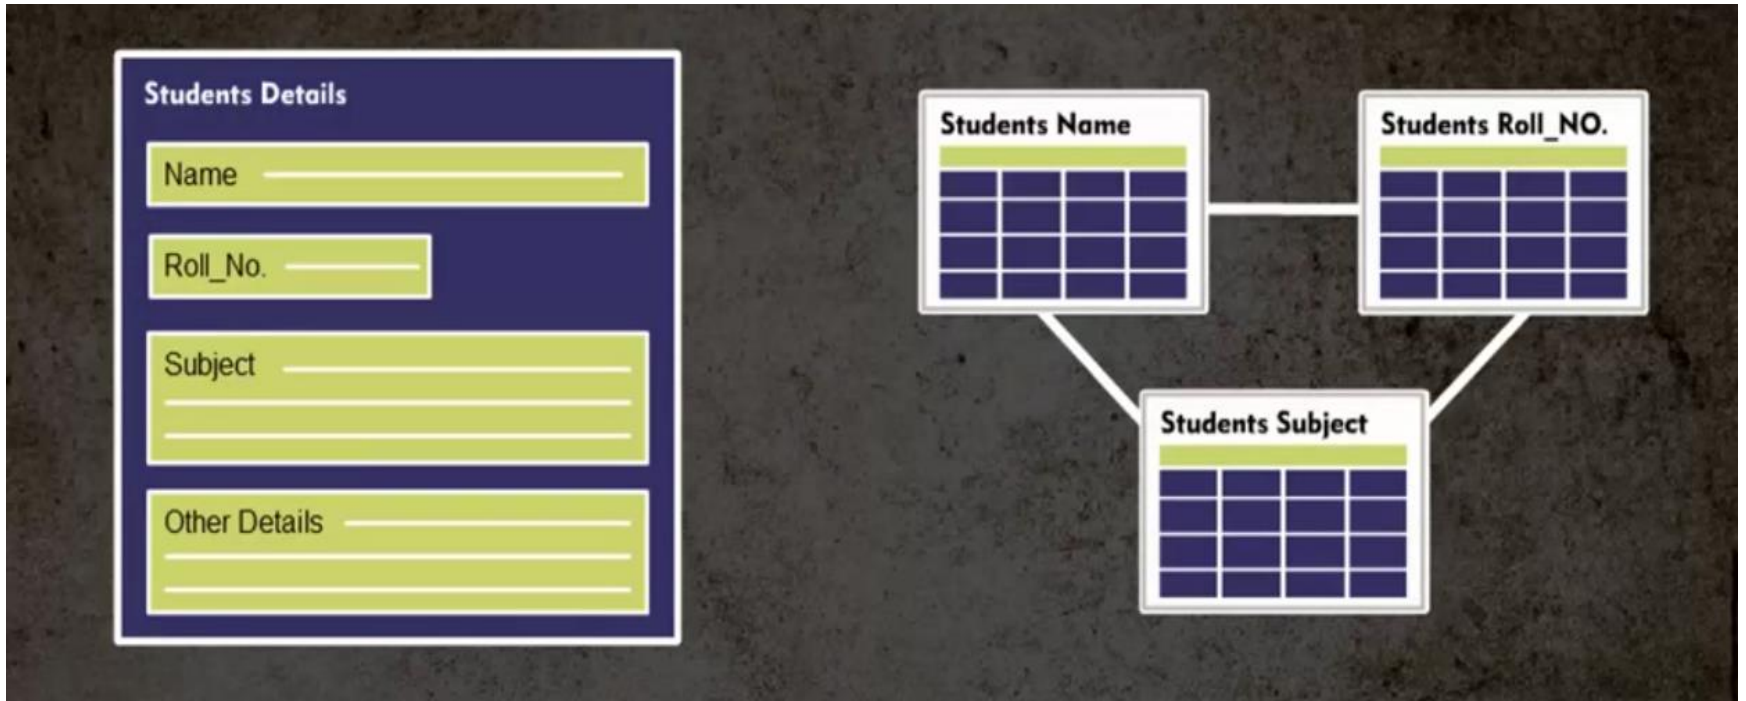 Students Details
Name
Roll_No.
Subject
Other Details
Students Name
Students Roll_NO.
Students Subject